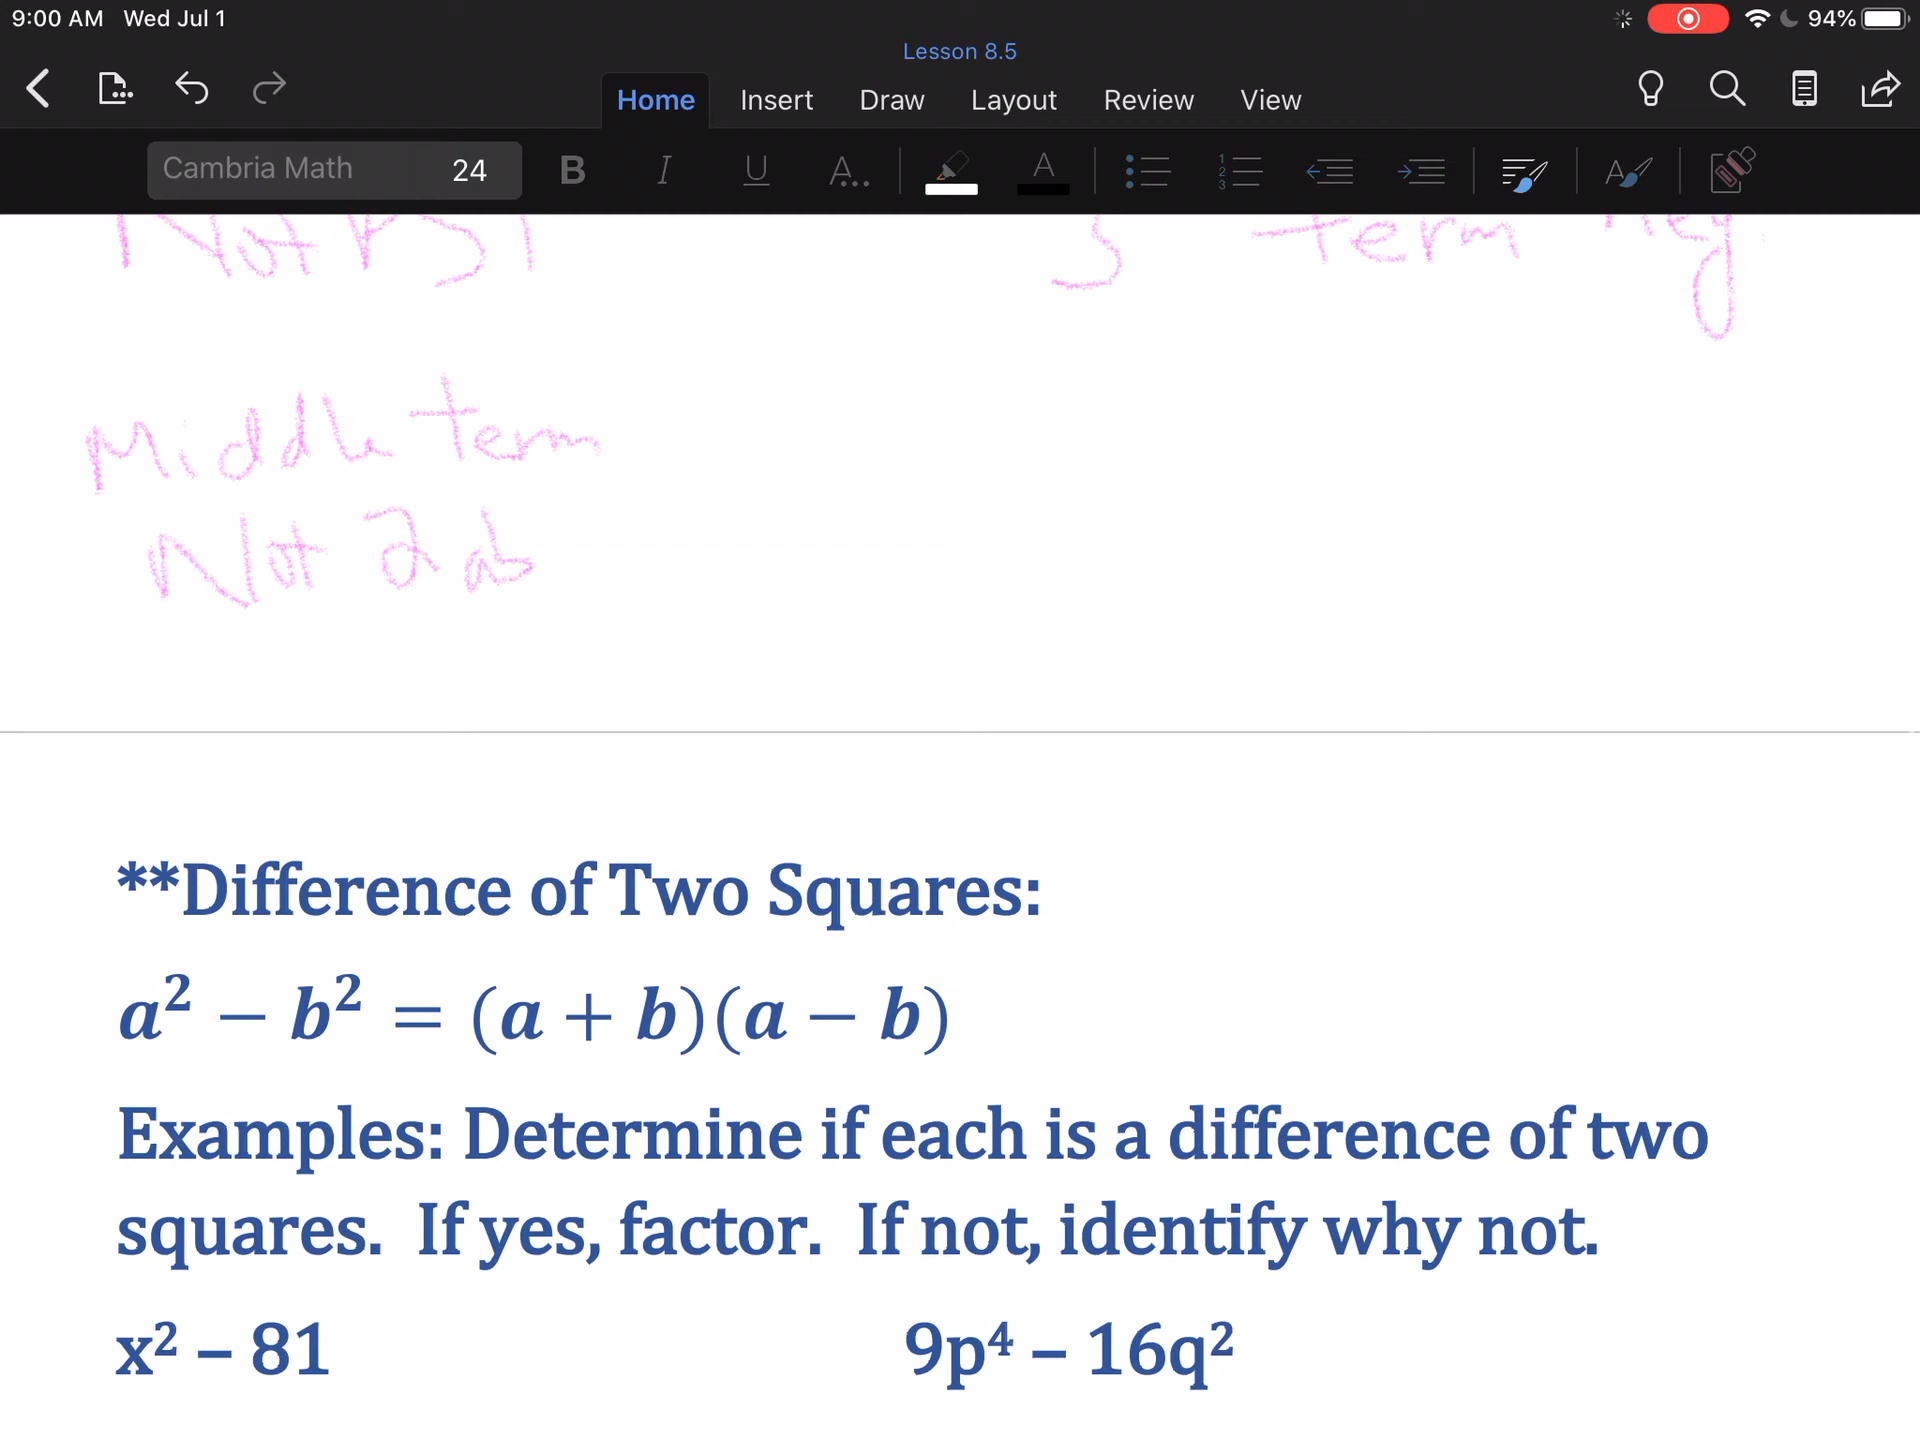 9:00 AM Wed Jul 1
94%
Lesson 8.5
Home Insert Draw Layout Review View
Cambria Math 24 B I U A... A
Not PST 3 term neg
Middle term
Not 2ab
**Difference of Two Squares:
a² − b² = (a + b)(a − b)
Examples: Determine if each is a difference of two
squares. If yes, factor. If not, identify why not.
x² – 81 9p⁴ – 16q²